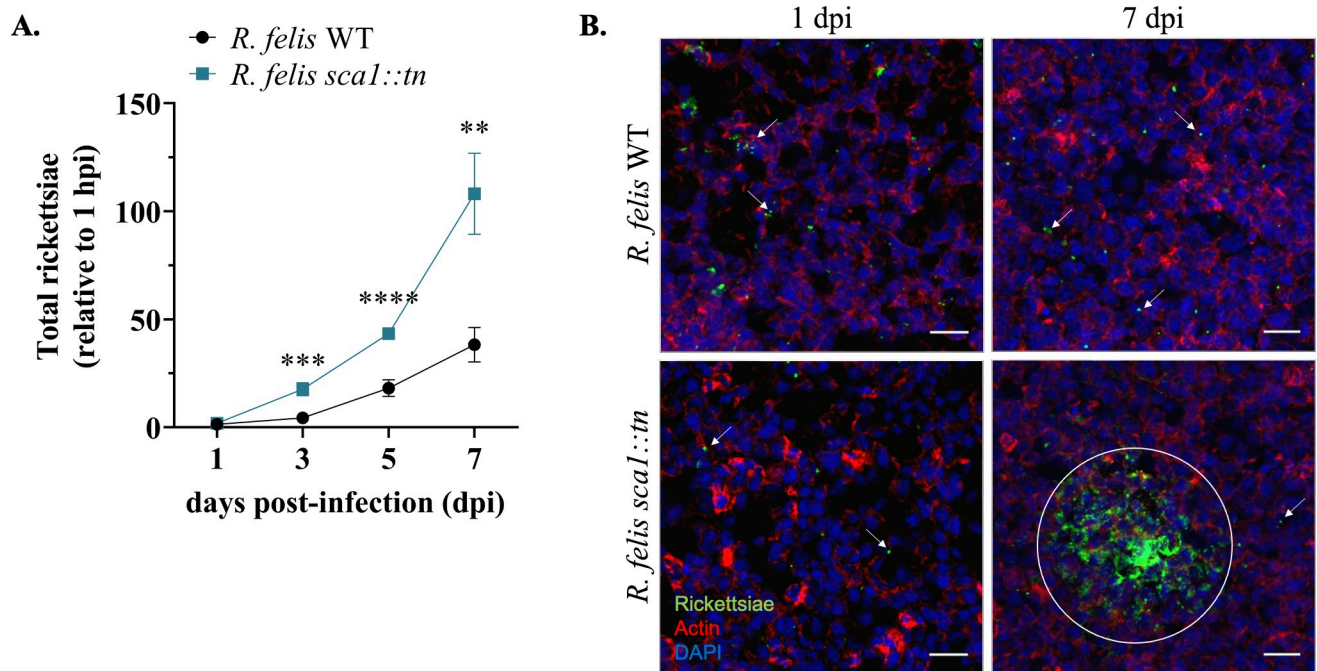 A.
R. felis WT
R. felis sca1::tn
Total rickettsiae
(relative to 1 hpi)
150
100
50
0
**
****
***
1 3 5 7
days post-infection (dpi)
B.
1 dpi 7 dpi
R. felis WT
R. felis sca1::tn
Rickettsiae
Actin
DAPI